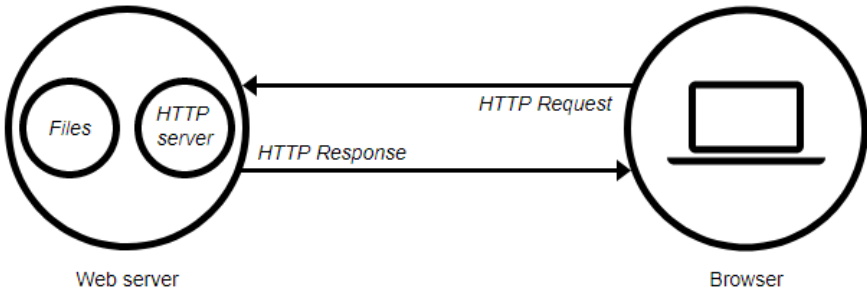 Files
HTTP
server
HTTP Request
HTTP Response
Web server
Browser